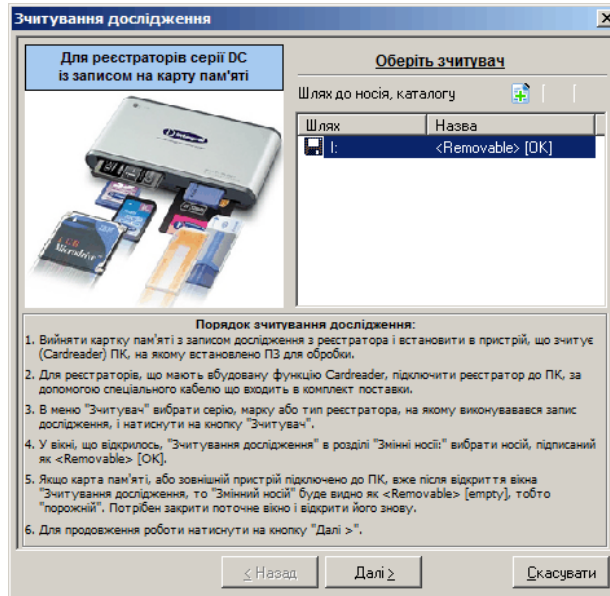 Зчитування дослідження
Для реєстраторів серії DC
із записом на карту пам'яті
Оберіть зчитувач
Шлях до носія, каталогу
Шлях
Назва
I:
<Removable> [OK]
Microdrive
Порядок зчитування дослідження:
1. Вийняти картку пам'яті з записом дослідження з реєстратора і встановити в пристрій, що зчитує
(Cardreader) ПК, на якому встановлено ПЗ для обробки.
2. Для реєстраторів, що мають вбудовану функцію Cardreader, підключити реєстратор до ПК, за
допомогою спеціального кабелю що входить в комплект поставки.
3. В меню "Зчитувач" вибрати серію, марку або тип реєстратора, на якому виконувавався запис
дослідження, і натиснути на кнопку "Зчитувач".
4. У вікні, що відкрилось, "Зчитування дослідження" в розділі "Змінні носії:" вибрати носій, підписаний
як <Removable> [OK].
5. Якщо карта пам'яті, або зовнішній пристрій підключено до ПК, вже після відкриття вікна
"Зчитування дослідження, то "Змінний носій" буде видно як <Removable> [empty], тобто
"порожній". Потрібен закрити поточне вікно і відкрити його знову.
6. Для продовження роботи натиснути на кнопку "Далі >".
< Назад
Далі >
Скасувати